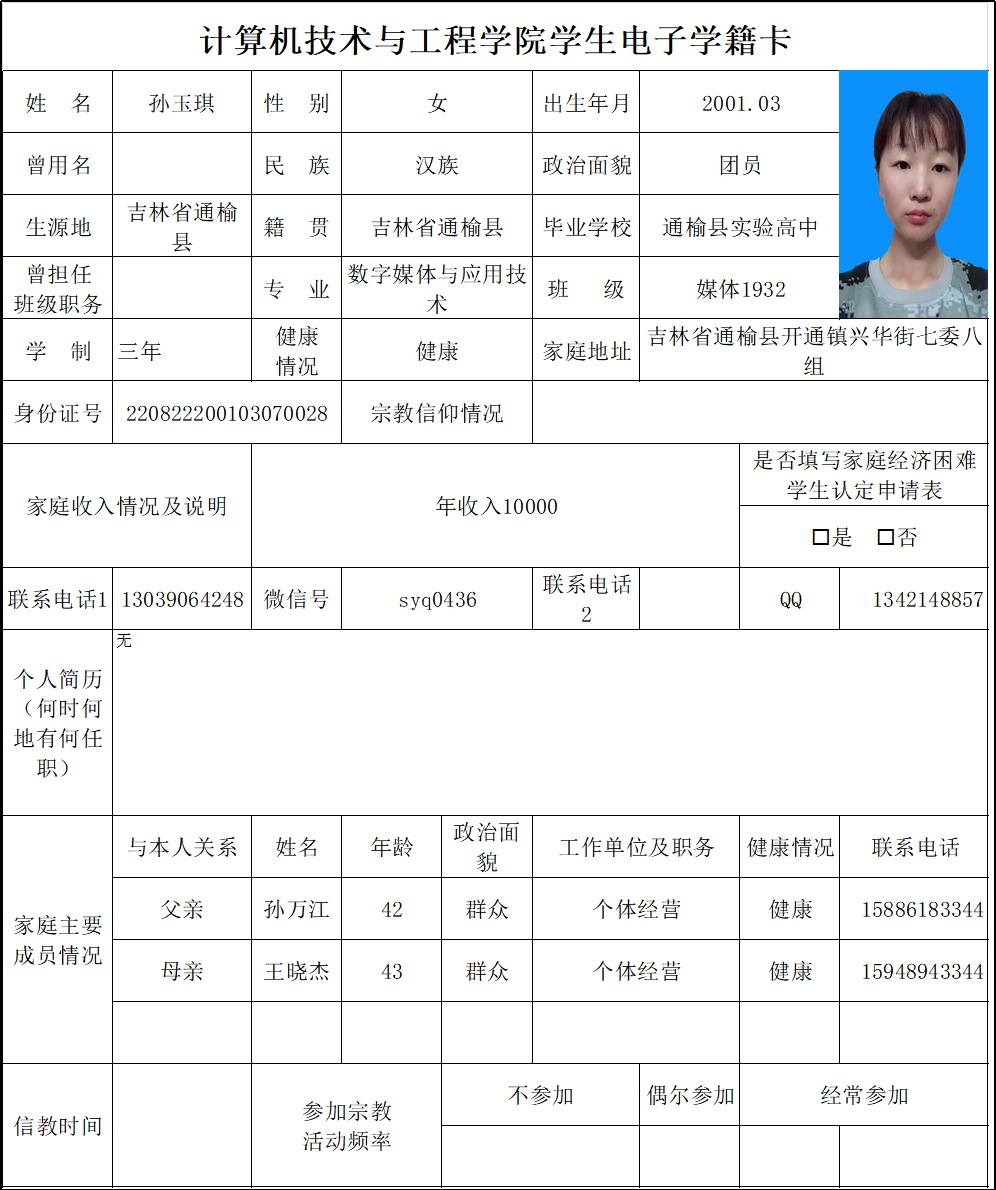 计算机技术与工程学院学生电子学籍卡
姓 名 孙玉琪 性 别 女 出生年月 2001.03
曾用名 民 族 汉族 政治面貌 团员
生源地 吉林省通榆县 籍 贯 吉林省通榆县 毕业学校 通榆县实验高中
曾担任班级职务 专 业 数字媒体与应用技术 班 级 媒体1932
学 制 三年 健康情况 健康 家庭地址 吉林省通榆县开通镇兴华街七委八组
身份证号 220822200103070028 宗教信仰情况
家庭收入情况及说明 年收入10000 是否填写家庭经济困难学生认定申请表
□是 □否
联系电话1 13039064248 微信号 syq0436 联系电话2 QQ 1342148857
个人简历（何时何地有何任职） 无
家庭主要成员情况 与本人关系 姓名 年龄 政治面貌 工作单位及职务 健康情况 联系电话
父亲 孙万江 42 群众 个体经营 健康 15886183344
母亲 王晓杰 43 群众 个体经营 健康 15948943344
信教时间 参加宗教活动频率 不参加 偶尔参加 经常参加